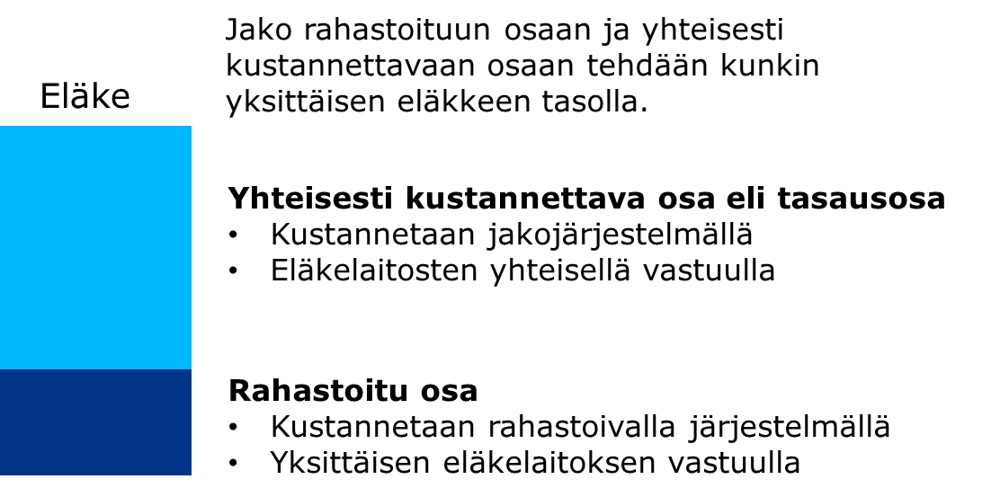 Jako rahastoituun osaan ja yhteisesti
kustannettavaan osaan tehdään kunkin
yksittäisen eläkkeen tasolla.
Eläke
Yhteisesti kustannettava osa eli tasausosa
• Kustannetaan jakojärjestelmällä
• Eläkelaitosten yhteisellä vastuulla
Rahastoitu osa
• Kustannetaan rahastoivalla järjestelmällä
• Yksittäisen eläkelaitoksen vastuulla